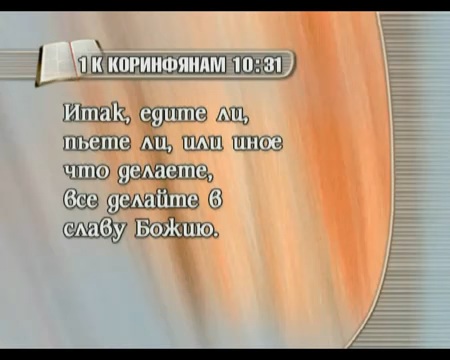 1 К КОРИНФЯНАМ 10:31
Итак, едите ли,
пьете ли, или иное
что делаете,
все делайте в
славу Божию.